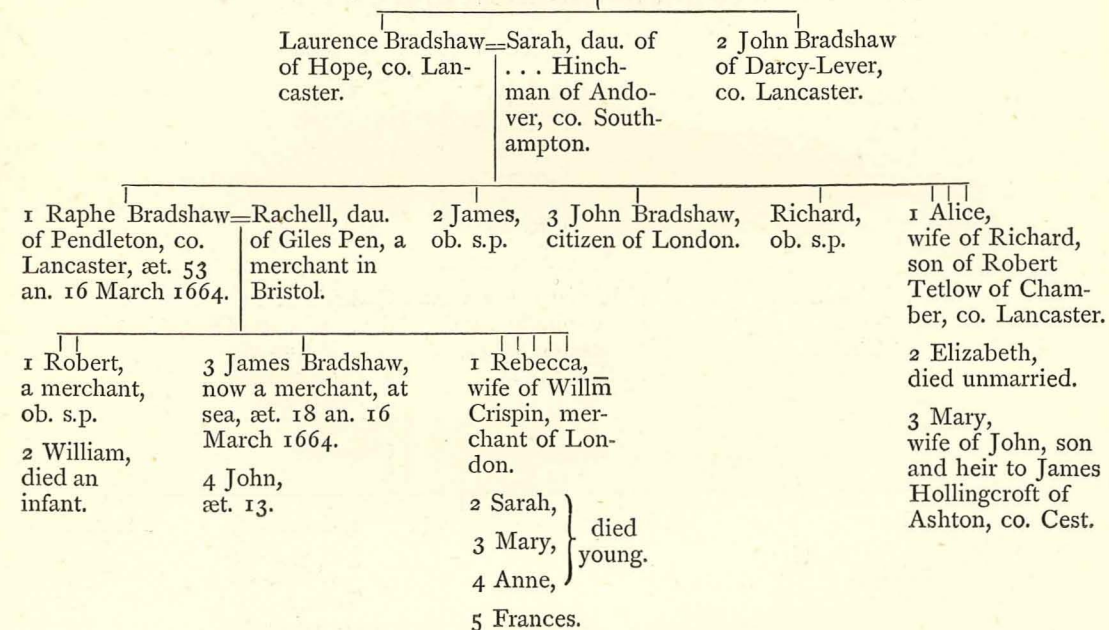 Laurence Bradshaw=Sarah, dau. of
of Hope, co. Lan-
caster.
. . . Hinch-
man of Ando-
ver, co. South-
ampton.
2 John Bradshaw
of Darcy-Lever,
co. Lancaster.
1 Raphe Bradshaw=Rachell, dau.
of Pendleton, co.
Lancaster, æt. 53
an. 16 March 1664.
of Giles Pen, a
merchant in
Bristol.
2 James,
ob. s.p.
3 John Bradshaw,
citizen of London.
Richard,
ob. s.p.
1 Alice,
wife of Richard,
son of Robert
Tetlow of Cham-
ber, co. Lancaster.
2 Elizabeth,
died unmarried.
3 Mary,
wife of John, son
and heir to James
Hollingcroft of
Ashton, co. Cest.
1 Robert,
a merchant,
ob. s.p.
2 William,
died an
infant.
3 James Bradshaw,
now a merchant, at
sea, æt. 18 an. 16
March 1664.
4 John,
æt. 13.
1 Rebecca,
wife of Willm̅
Crispin, mer-
chant of Lon-
don.
2 Sarah,
3 Mary,
4 Anne,
died
young.
5 Frances.